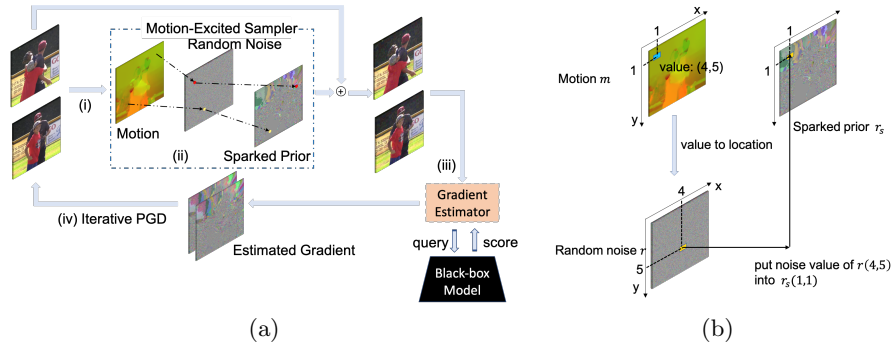 Motion-Excited Sampler
Random Noise
(i)
Motion
(ii)
Sparked Prior
(iii)
(iv) Iterative PGD
Estimated Gradient
Gradient
Estimator
query
score
Black-box
Model
(a)
x
1
value: (4,5)
1
Motion m
y
x
1
1
y
Sparked prior rₛ
value to location
x
4
Random noise r
5
y
put noise value of r(4,5)
into rₛ(1,1)
(b)